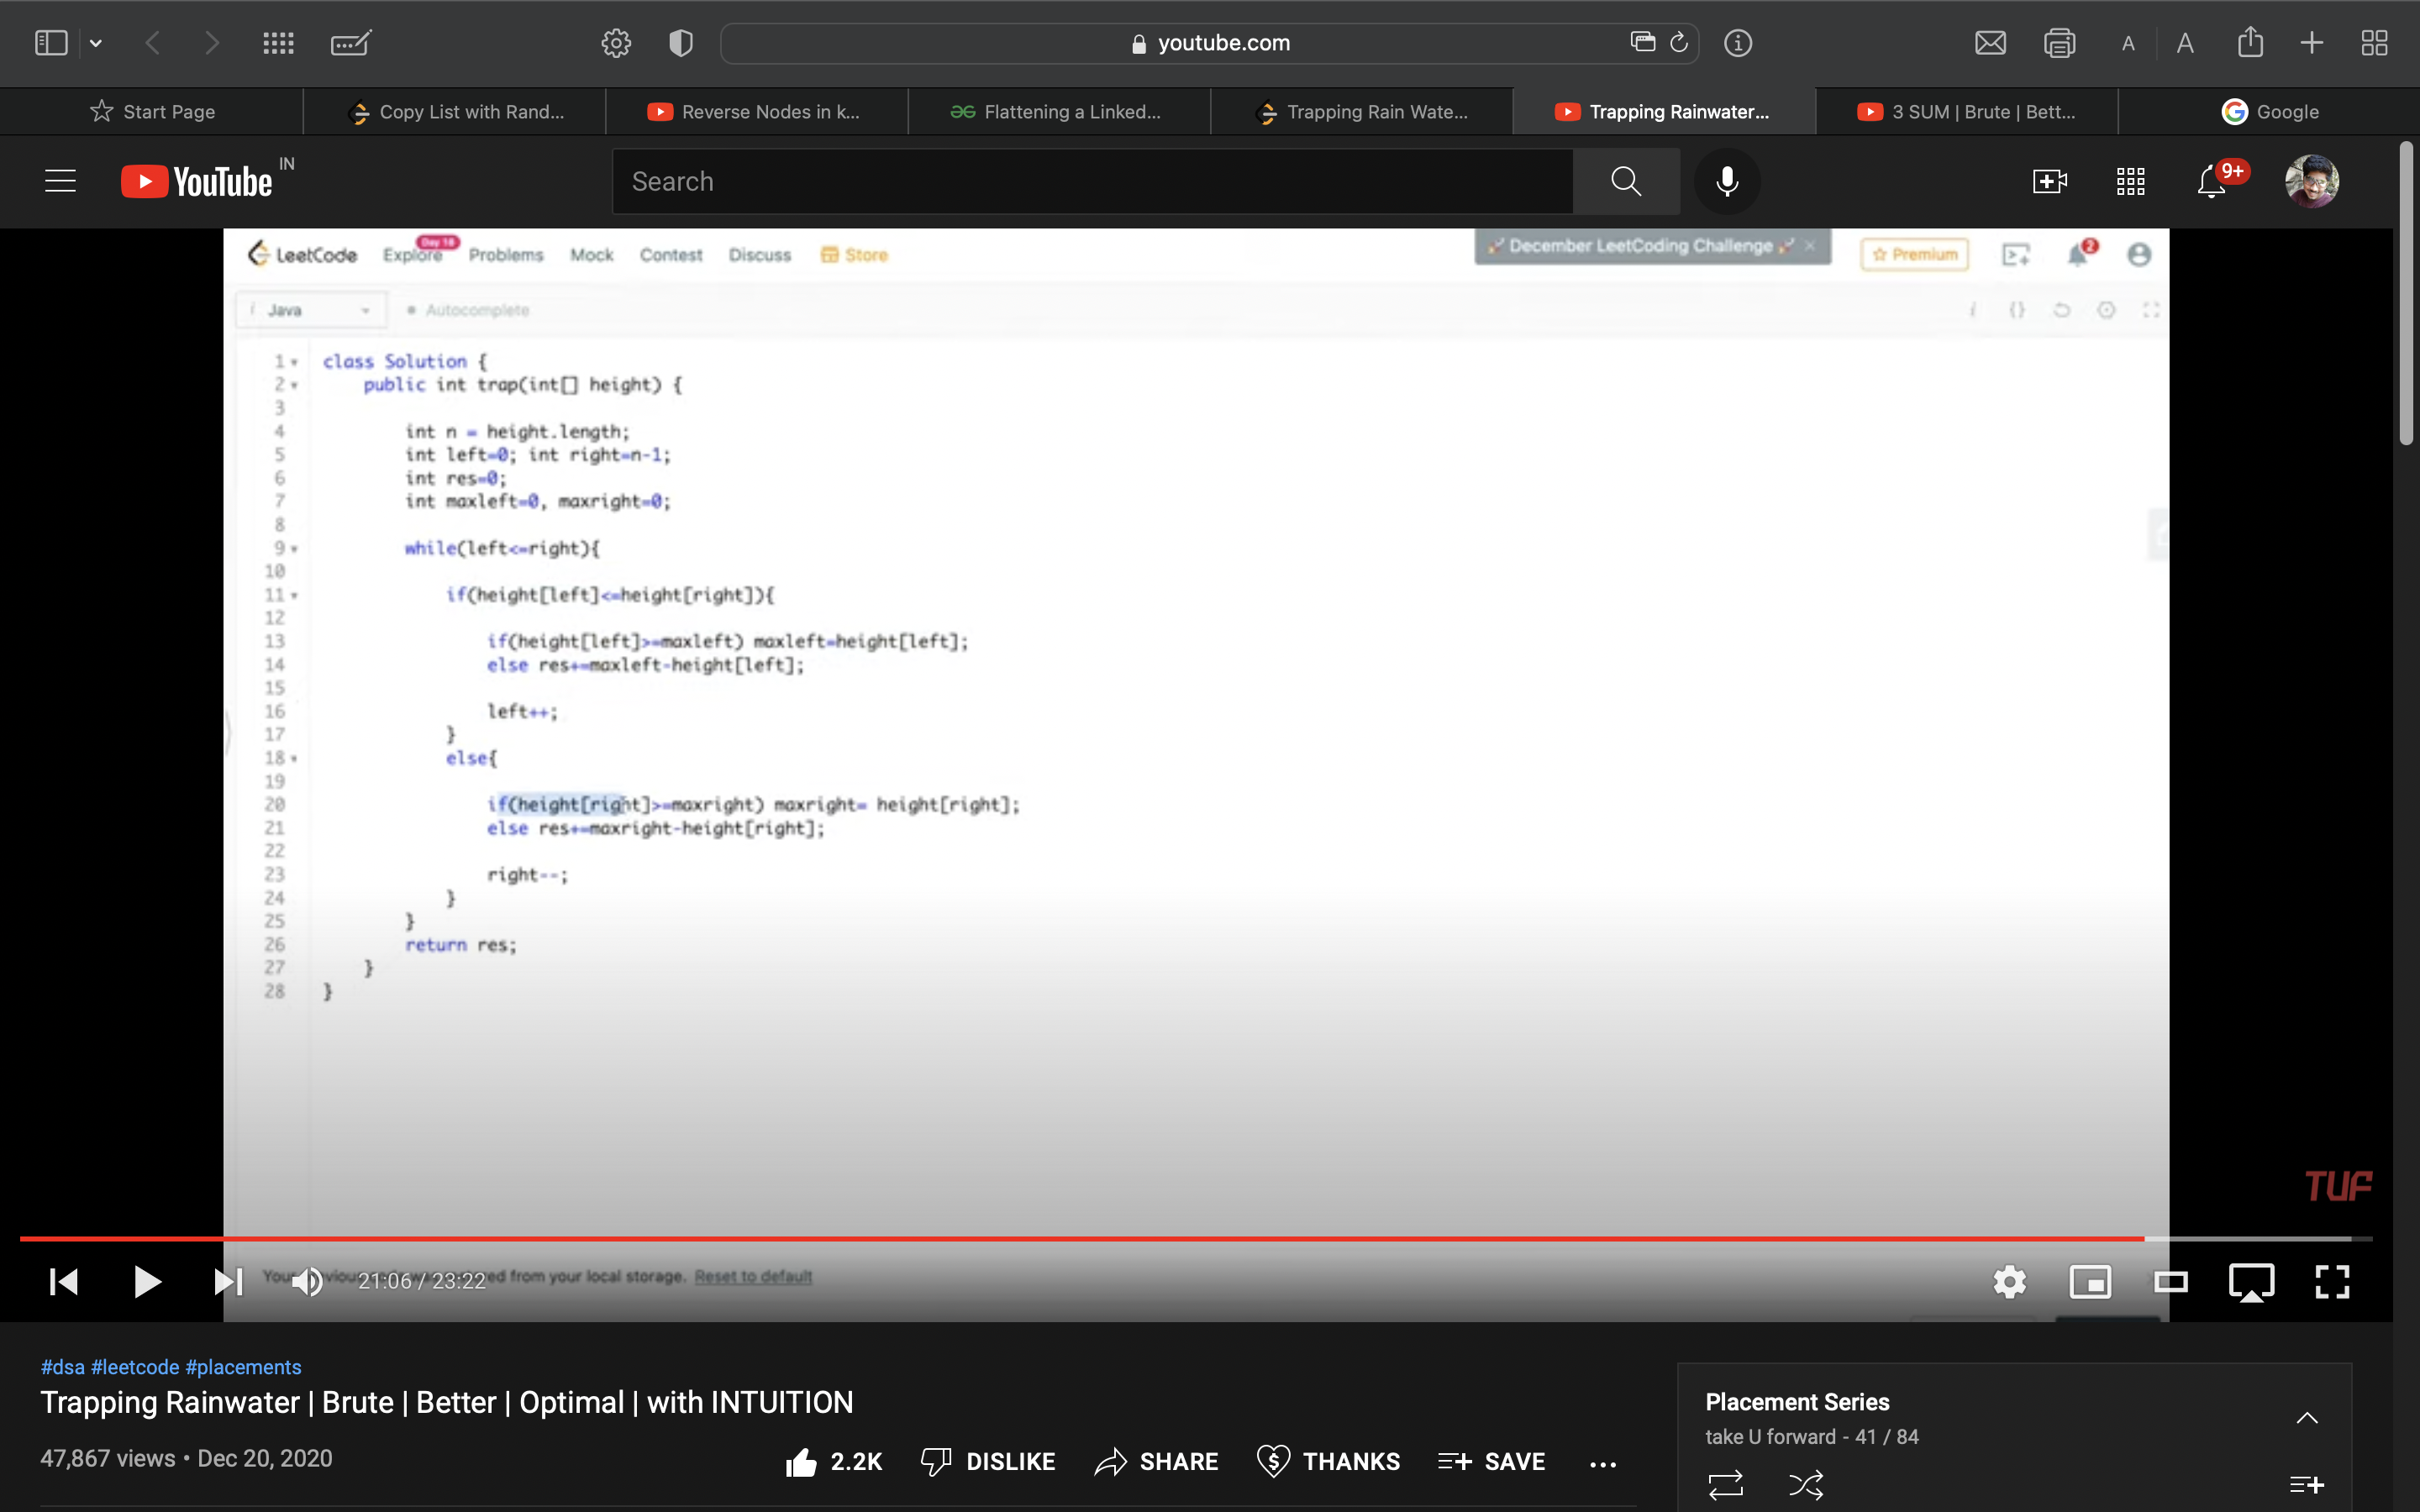 youtube.com
A A
Start Page
Copy List with Rand...
Reverse Nodes in k...
Flattening a Linked...
Trapping Rain Wate...
Trapping Rainwater...
3 SUM | Brute | Bett...
Google
YouTube IN
Search
9+
LeetCode Explore Day 18 Problems Mock Contest Discuss Store
December LeetCoding Challenge
Premium
2
i Java
Autocomplete
1 class Solution {
2 public int trap(int[] height) {
3
4 int n = height.length;
5 int left=0; int right=n-1;
6 int res=0;
7 int maxleft=0, maxright=0;
8
9 while(left<=right){
10
11 if(height[left]<=height[right]){
12
13 if(height[left]>=maxleft) maxleft=height[left];
14 else res+=maxleft-height[left];
15
16 left++;
17 }
18 else{
19
20 if(height[right]>=maxright) maxright= height[right];
21 else res+=maxright-height[right];
22
23 right--;
24 }
25 }
26 return res;
27 }
28 }
TUF
from your local storage. Reset to default
21:06 / 23:22
#dsa #leetcode #placements
Trapping Rainwater | Brute | Better | Optimal | with INTUITION
47,867 views • Dec 20, 2020
2.2K DISLIKE SHARE THANKS SAVE ...
Placement Series
take U forward - 41 / 84